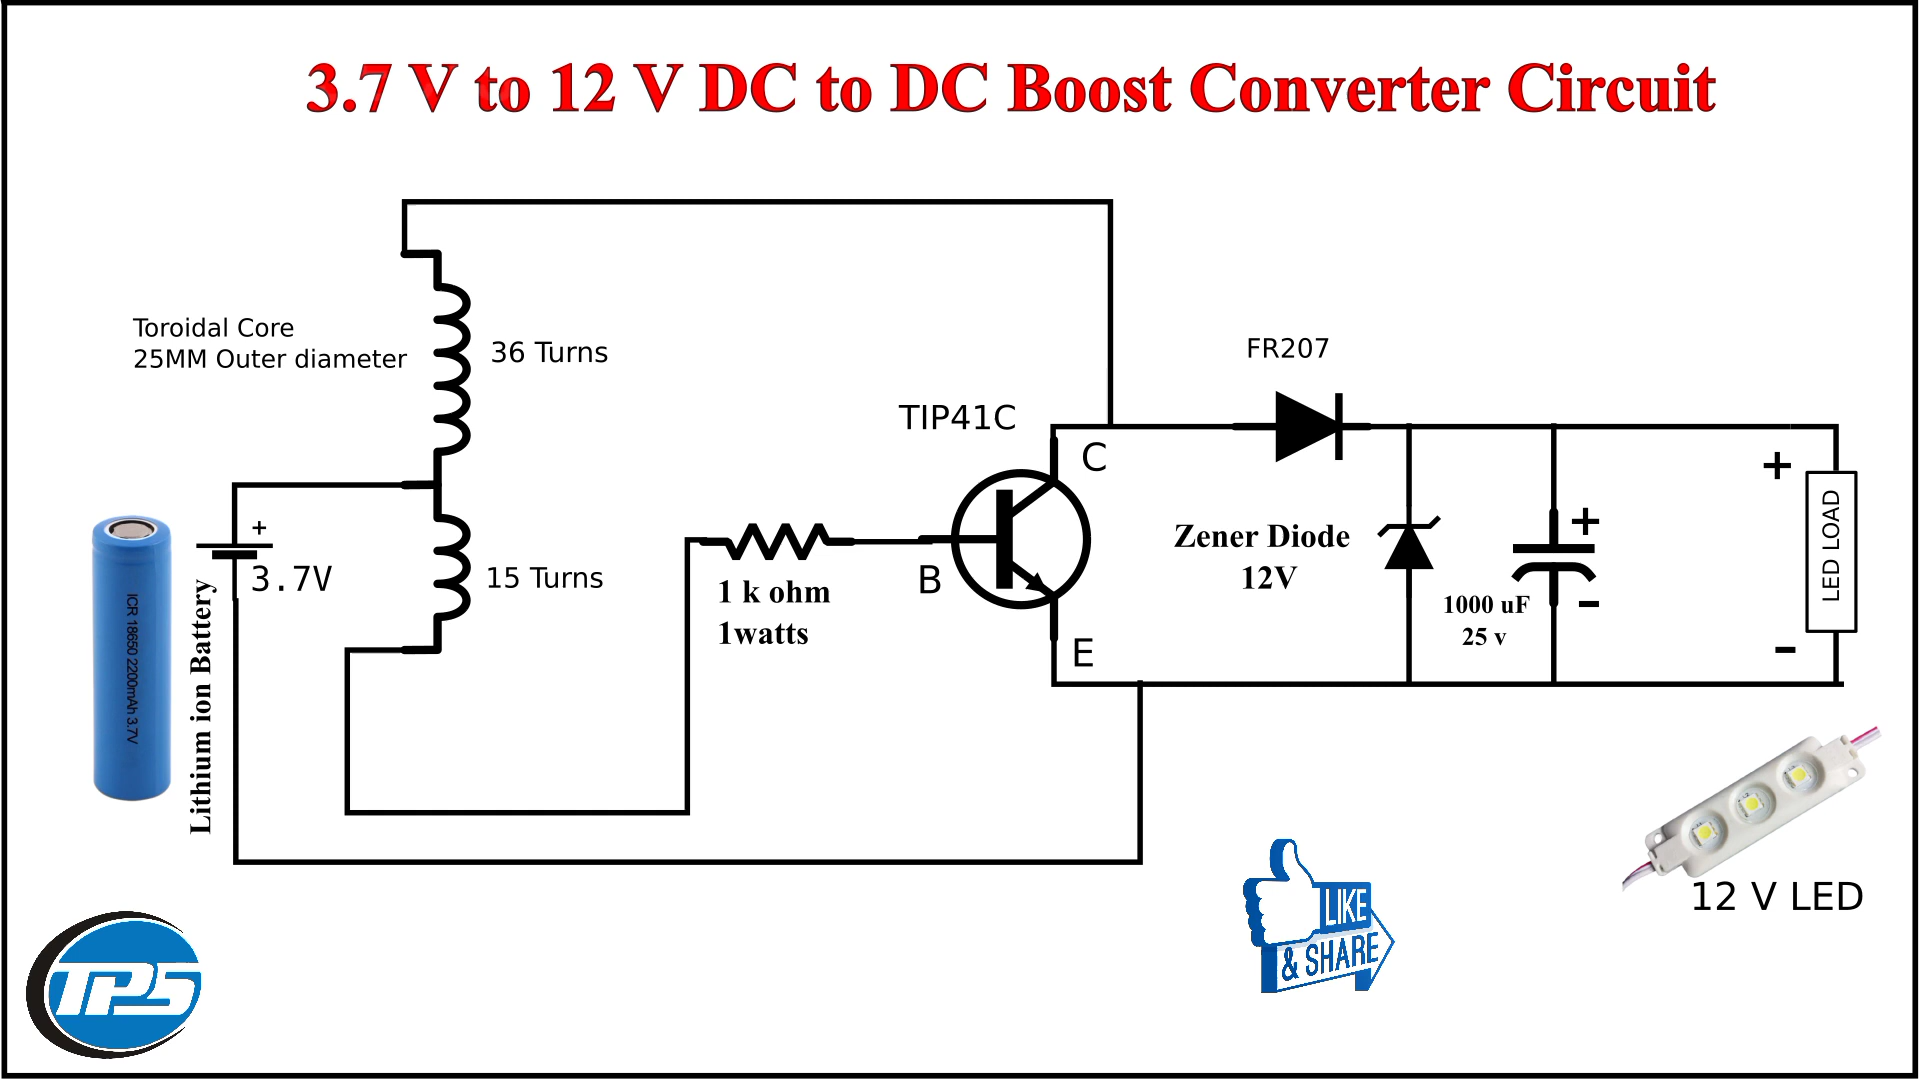 3.7 V to 12 V DC to DC Boost Converter Circuit
Toroidal Core
25MM Outer diameter
36 Turns
FR207
TIP41C
C
+
+
3.7V
15 Turns
1 k ohm
1watts
B
E
Zener Diode
12V
+
-
1000 uF
25 v
LED LOAD
-
ICR 18650 2200mAh 3.7V
Lithium ion Battery
12 V LED
LIKE
& SHARE
TPS